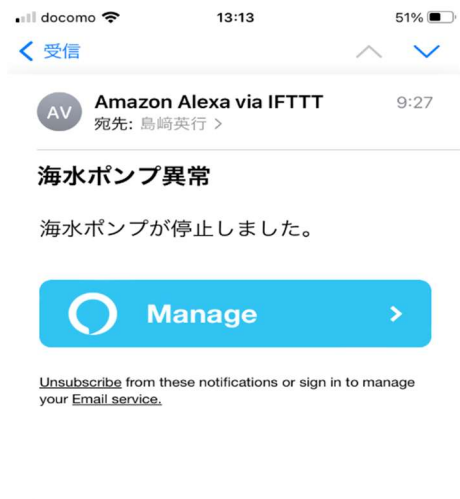 docomo 13:13 51%
受信
AV Amazon Alexa via IFTTT 9:27
宛先: 島﨑英行 >
海水ポンプ異常
海水ポンプが停止しました。
Manage
Unsubscribe from these notifications or sign in to manage
your Email service.